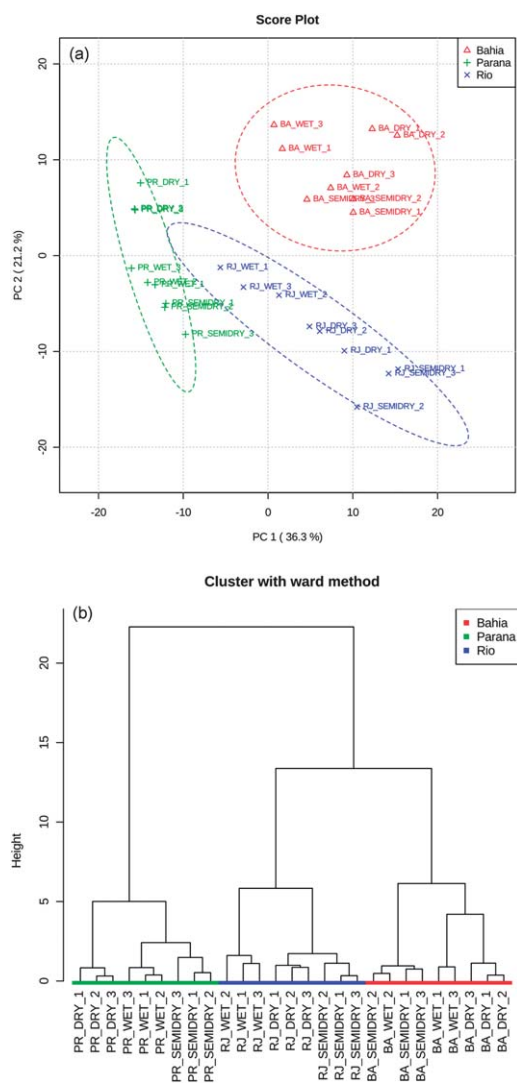 Score Plot
(a)
Bahia
Parana
Rio
20
10
0
-10
-20
PC 2 ( 21.2 %)
BA_WET_3
BA_DRY_1
BA_DRY_2
BA_WET_1
BA_DRY_3
BA_WET_2
BA_SEMIDRY_2
BA_SEMIDRY_1
PR_DRY_1
PR_DRY_3
PR_WET_3
PR_WET_1
PR_SEMIDRY_1
PR_SEMIDRY_2
PR_SEMIDRY_3
RJ_WET_1
RJ_WET_3
RJ_WET_2
RJ_DRY_3
RJ_DRY_2
RJ_DRY_1
RJ_SEMIDRY_1
RJ_SEMIDRY_3
RJ_SEMIDRY_2
-20 -10 0 10 20
PC 1 ( 36.3 %)
Cluster with ward method
(b)
Bahia
Parana
Rio
20
15
10
5
0
Height
PR_DRY_1
PR_DRY_2
PR_DRY_3
PR_WET_3
PR_WET_1
PR_WET_2
PR_SEMIDRY_3
PR_SEMIDRY_1
PR_SEMIDRY_2
RJ_WET_2
RJ_WET_1
RJ_WET_3
RJ_DRY_1
RJ_DRY_2
RJ_DRY_3
RJ_SEMIDRY_2
RJ_SEMIDRY_1
RJ_SEMIDRY_3
BA_SEMIDRY_2
BA_WET_2
BA_SEMIDRY_1
BA_SEMIDRY_3
BA_WET_1
BA_WET_3
BA_DRY_3
BA_DRY_1
BA_DRY_2